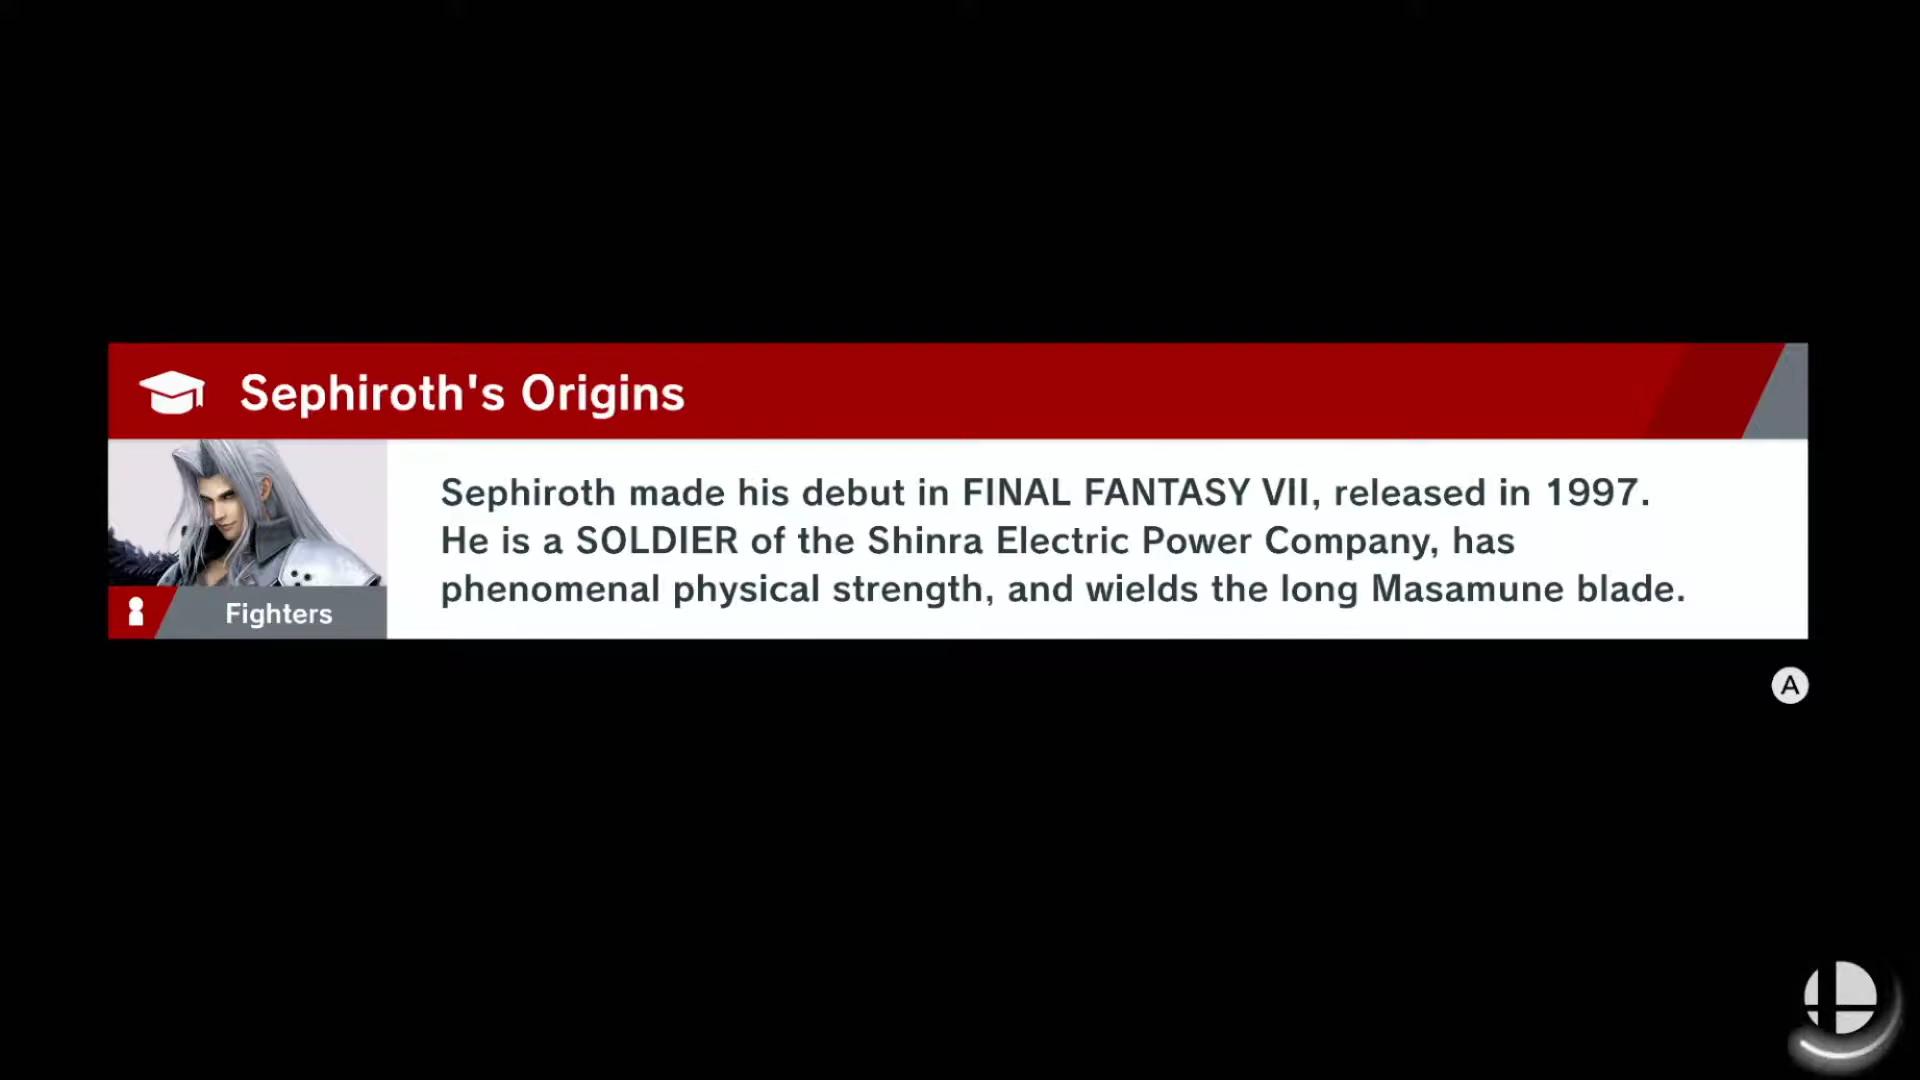 Sephiroth's Origins
Sephiroth made his debut in FINAL FANTASY VII, released in 1997.
He is a SOLDIER of the Shinra Electric Power Company, has
phenomenal physical strength, and wields the long Masamune blade.
Fighters
A